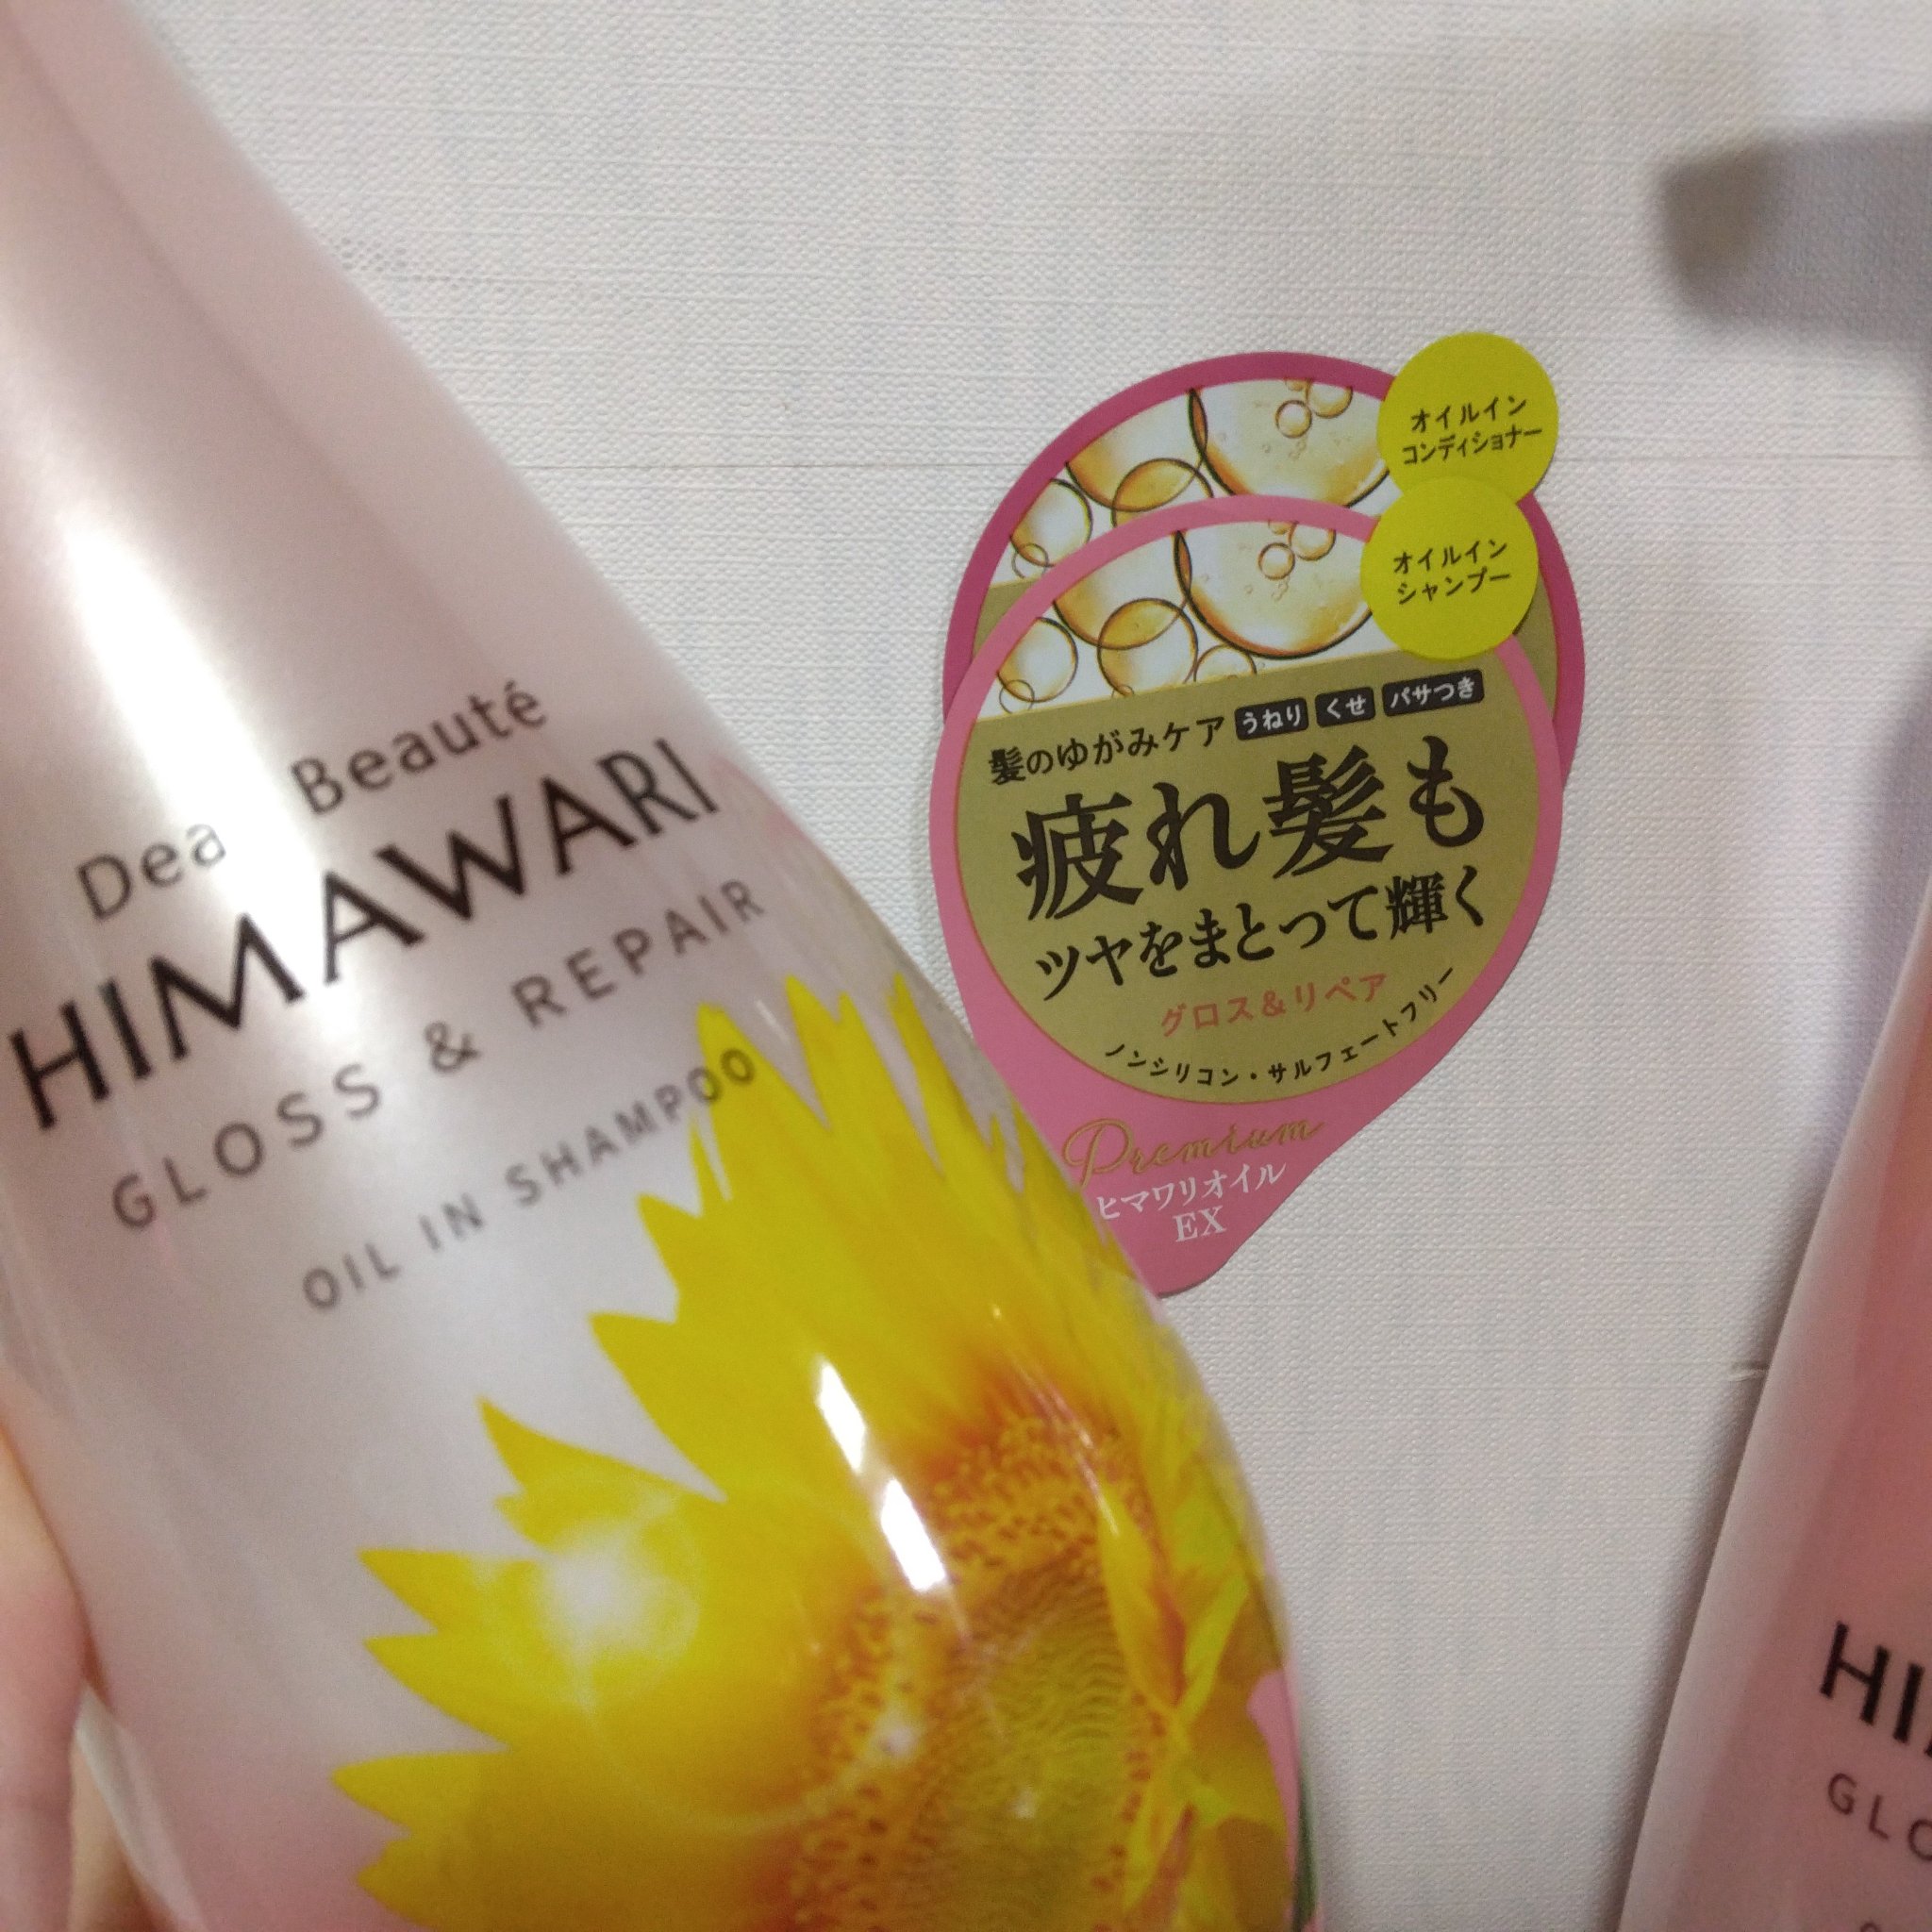 Dea Beauté
HIMAWARI
GLOSS & REPAIR
OIL IN SHAMPOO
オイルイン
コンディショナー
オイルイン
シャンプー
髪のゆがみケア うねり くせ パサつき
疲れ髪も
ツヤをまとって輝く
グロス&リペア
ノンシリコン・サルフェートフリー
Premium
ヒマワリオイル
EX
HI
GLO